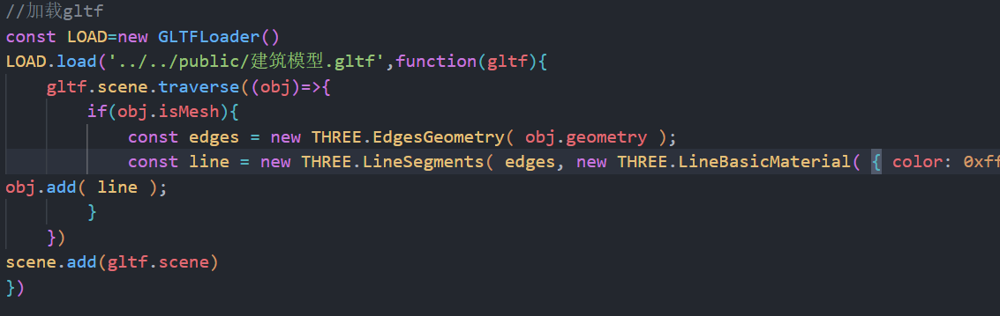 //加载gltf
const LOAD=new GLTFLoader()
LOAD.load('../../public/建筑模型.gltf',function(gltf){
gltf.scene.traverse((obj)=>{
if(obj.isMesh){
const edges = new THREE.EdgesGeometry( obj.geometry );
const line = new THREE.LineSegments( edges, new THREE.LineBasicMaterial( { color: 0xff
obj.add( line );
}
})
scene.add(gltf.scene)
})